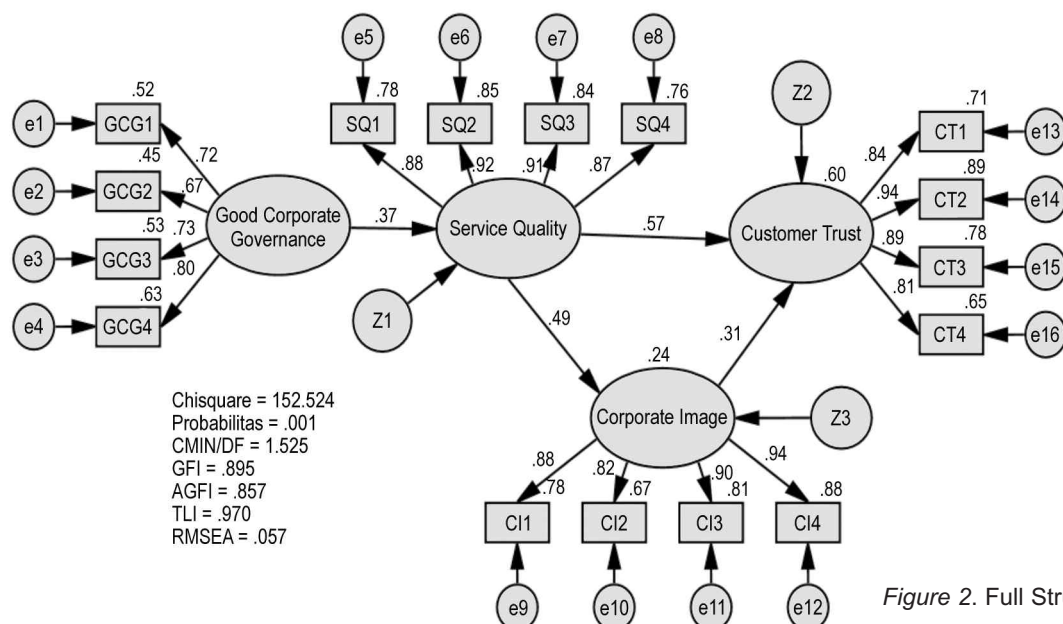 e5 e6 e7 e8
.78 .85 .84 .76
SQ1 SQ2 SQ3 SQ4
.88 .92 .91 .87
.52
e1 GCG1
.72
.45
e2 GCG2
.67
.53 .73
e3 GCG3
.80
.63
e4 GCG4
Good Corporate
Governance
.37
Service Quality
Z1
.57
.49
Z2
.60
Customer Trust
.71
.84 CT1 e13
.89
.94 CT2 e14
.78
.89 CT3 e15
.65
.81 CT4 e16
.31
.24
Corporate Image
Z3
.88 .82 .90 .94
.78 .67 .81 .88
CI1 CI2 CI3 CI4
e9 e10 e11 e12
Chisquare = 152.524
Probabilitas = .001
CMIN/DF = 1.525
GFI = .895
AGFI = .857
TLI = .970
RMSEA = .057
Figure 2. Full Str